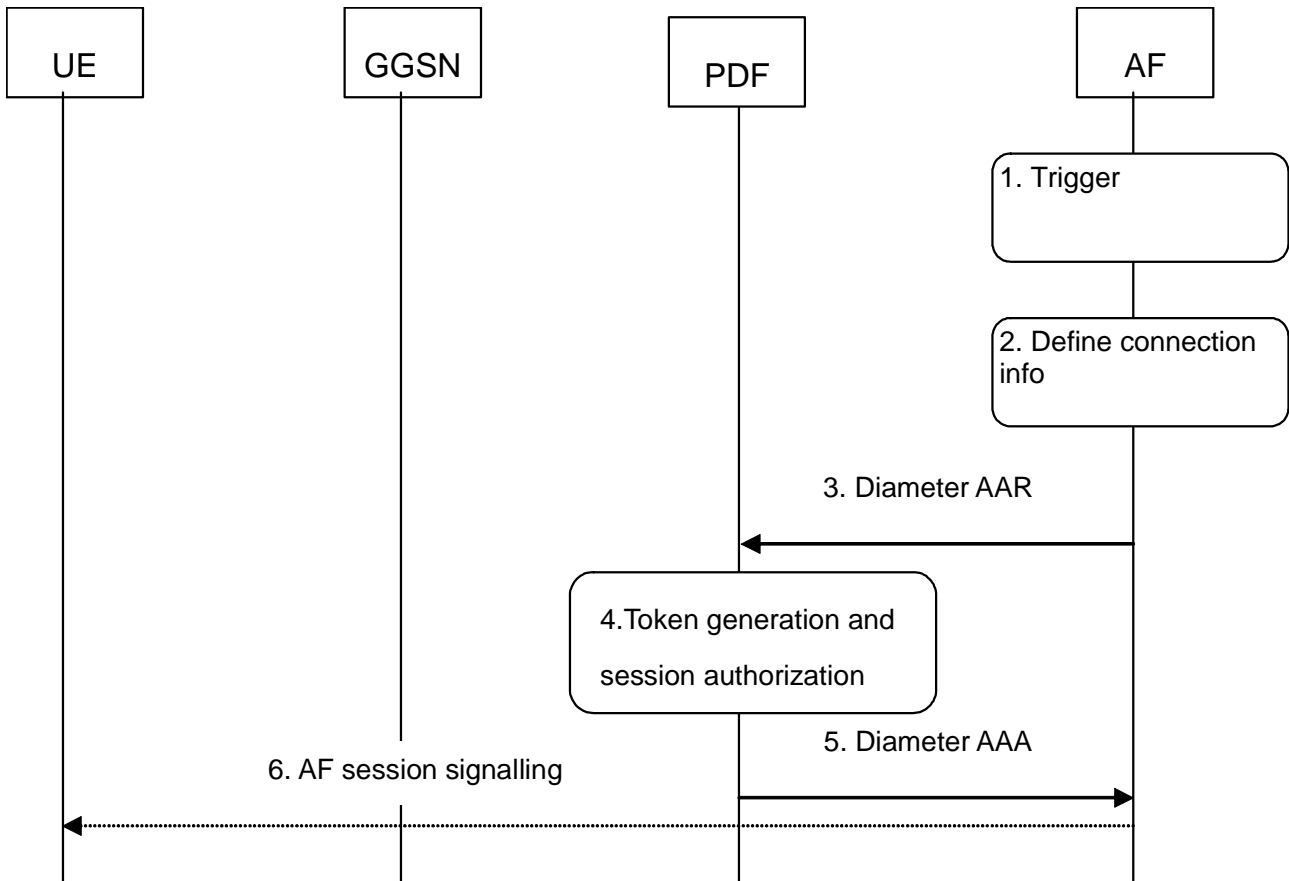 UE
GGSN
PDF
AF
1. Trigger
2. Define connection
info
3. Diameter AAR
4.Token generation and
session authorization
5. Diameter AAA
6. AF session signalling